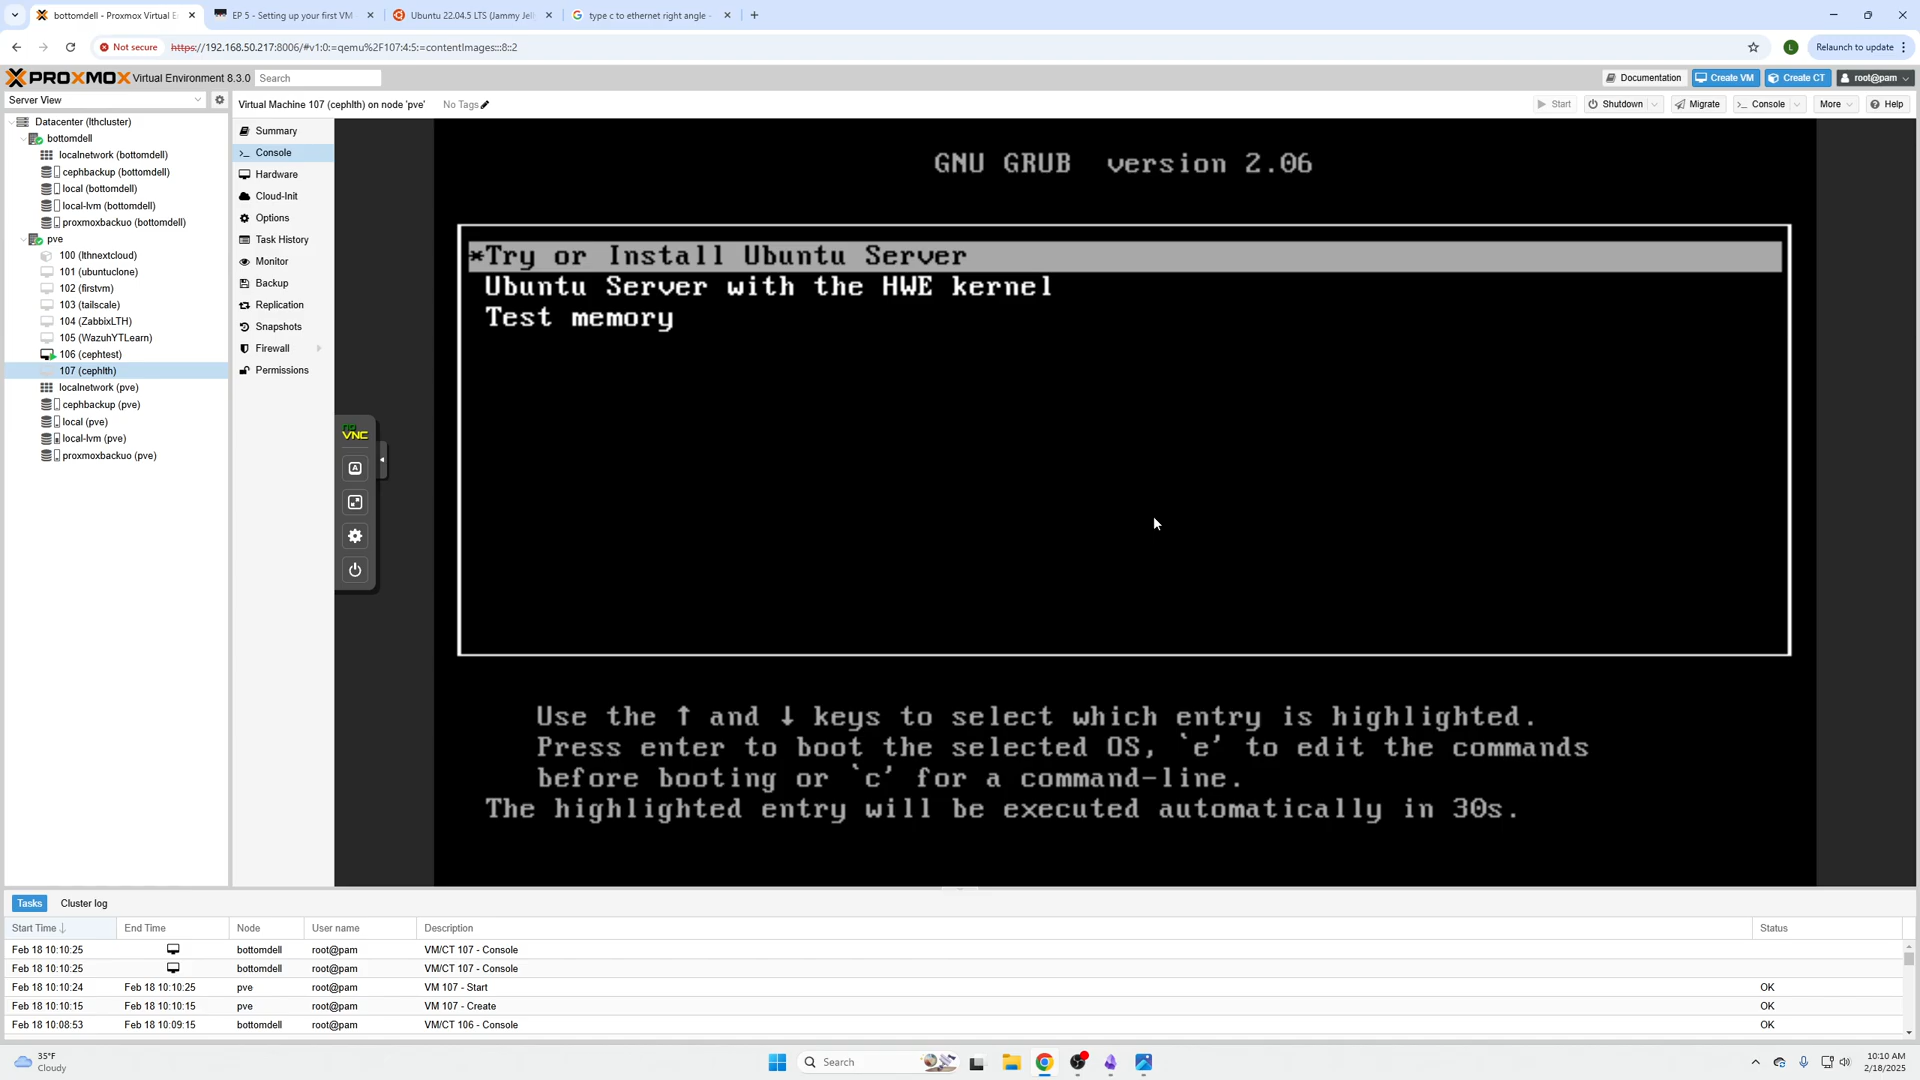 bottomdell - Proxmox Virtual E
EP 5 - Setting up your first VM
Ubuntu 22.04.5 LTS (Jammy Jell
type c to ethernet right angle -
Not secure
https://192.168.50.217:8006/#v1:0:=qemu%2F107:4:5:=contentImages:::8::2
L
Relaunch to update
PROXMOX Virtual Environment 8.3.0
Search
Documentation
Create VM
Create CT
root@pam
Server View
Virtual Machine 107 (cephlth) on node 'pve'
No Tags
Start
Shutdown
Migrate
Console
More
Help
Datacenter (lthcluster)
bottomdell
localnetwork (bottomdell)
cephbackup (bottomdell)
local (bottomdell)
local-lvm (bottomdell)
proxmoxbackuo (bottomdell)
pve
100 (lthnextcloud)
101 (ubuntuclone)
102 (firstvm)
103 (tailscale)
104 (ZabbixLTH)
105 (WazuhYTLearn)
106 (cephtest)
107 (cephlth)
localnetwork (pve)
cephbackup (pve)
local (pve)
local-lvm (pve)
proxmoxbackuo (pve)
Summary
Console
Hardware
Cloud-Init
Options
Task History
Monitor
Backup
Replication
Snapshots
Firewall
Permissions
no
VNC
A
GNU GRUB version 2.06
*Try or Install Ubuntu Server
Ubuntu Server with the HWE kernel
Test memory
Use the ↑ and ↓ keys to select which entry is highlighted.
Press enter to boot the selected OS, `e' to edit the commands
before booting or `c' for a command-line.
The highlighted entry will be executed automatically in 30s.
Tasks
Cluster log
Start Time ↓ End Time Node User name Description Status
Feb 18 10:10:25 bottomdell root@pam VM/CT 107 - Console
Feb 18 10:10:25 bottomdell root@pam VM/CT 107 - Console
Feb 18 10:10:24 Feb 18 10:10:25 pve root@pam VM 107 - Start OK
Feb 18 10:10:15 Feb 18 10:10:15 pve root@pam VM 107 - Create OK
Feb 18 10:08:53 Feb 18 10:09:15 bottomdell root@pam VM/CT 106 - Console OK
35°F
Cloudy
Search
10:10 AM
2/18/2025